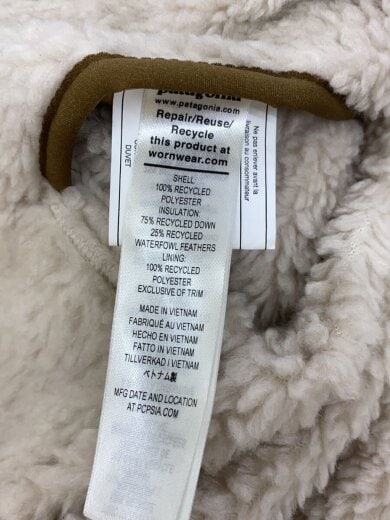 patagonia
www.patagonia.com
Repair/Reuse/
Recycle
this product at
wornwear.com
SHELL:
100% RECYCLED
POLYESTER
INSULATION:
75% RECYCLED DOWN
25% RECYCLED
WATERFOWL FEATHERS
LINING:
100% RECYCLED
POLYESTER
EXCLUSIVE OF TRIM
MADE IN VIETNAM
FABRIQUÉ AU VIETNAM
HECHO EN VIETNAM
FATTO IN VIETNAM
TILLVERKAD I VIETNAM
ベトナム製
MFG DATE AND LOCATION
AT PCPSIA.COM
Ne pas enlever avant la
livraison au consommateur
DUVET